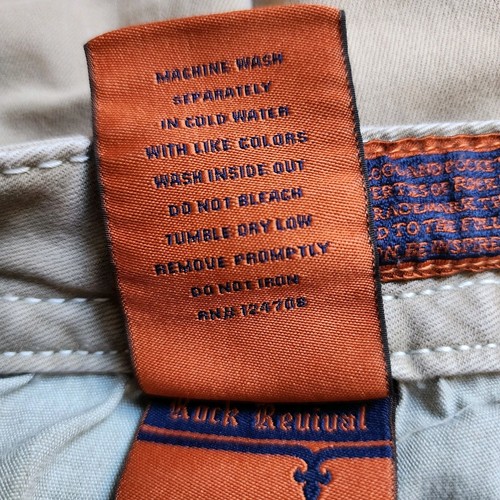 MACHINE WASH
SEPARATELY
IN COLD WATER
WITH LIKE COLORS
WASH INSIDE OUT
DO NOT BLEACH
TUMBLE DRY LOW
REMOVE PROMPTLY
DO NOT IRON
RN# 124708
Rock Revival